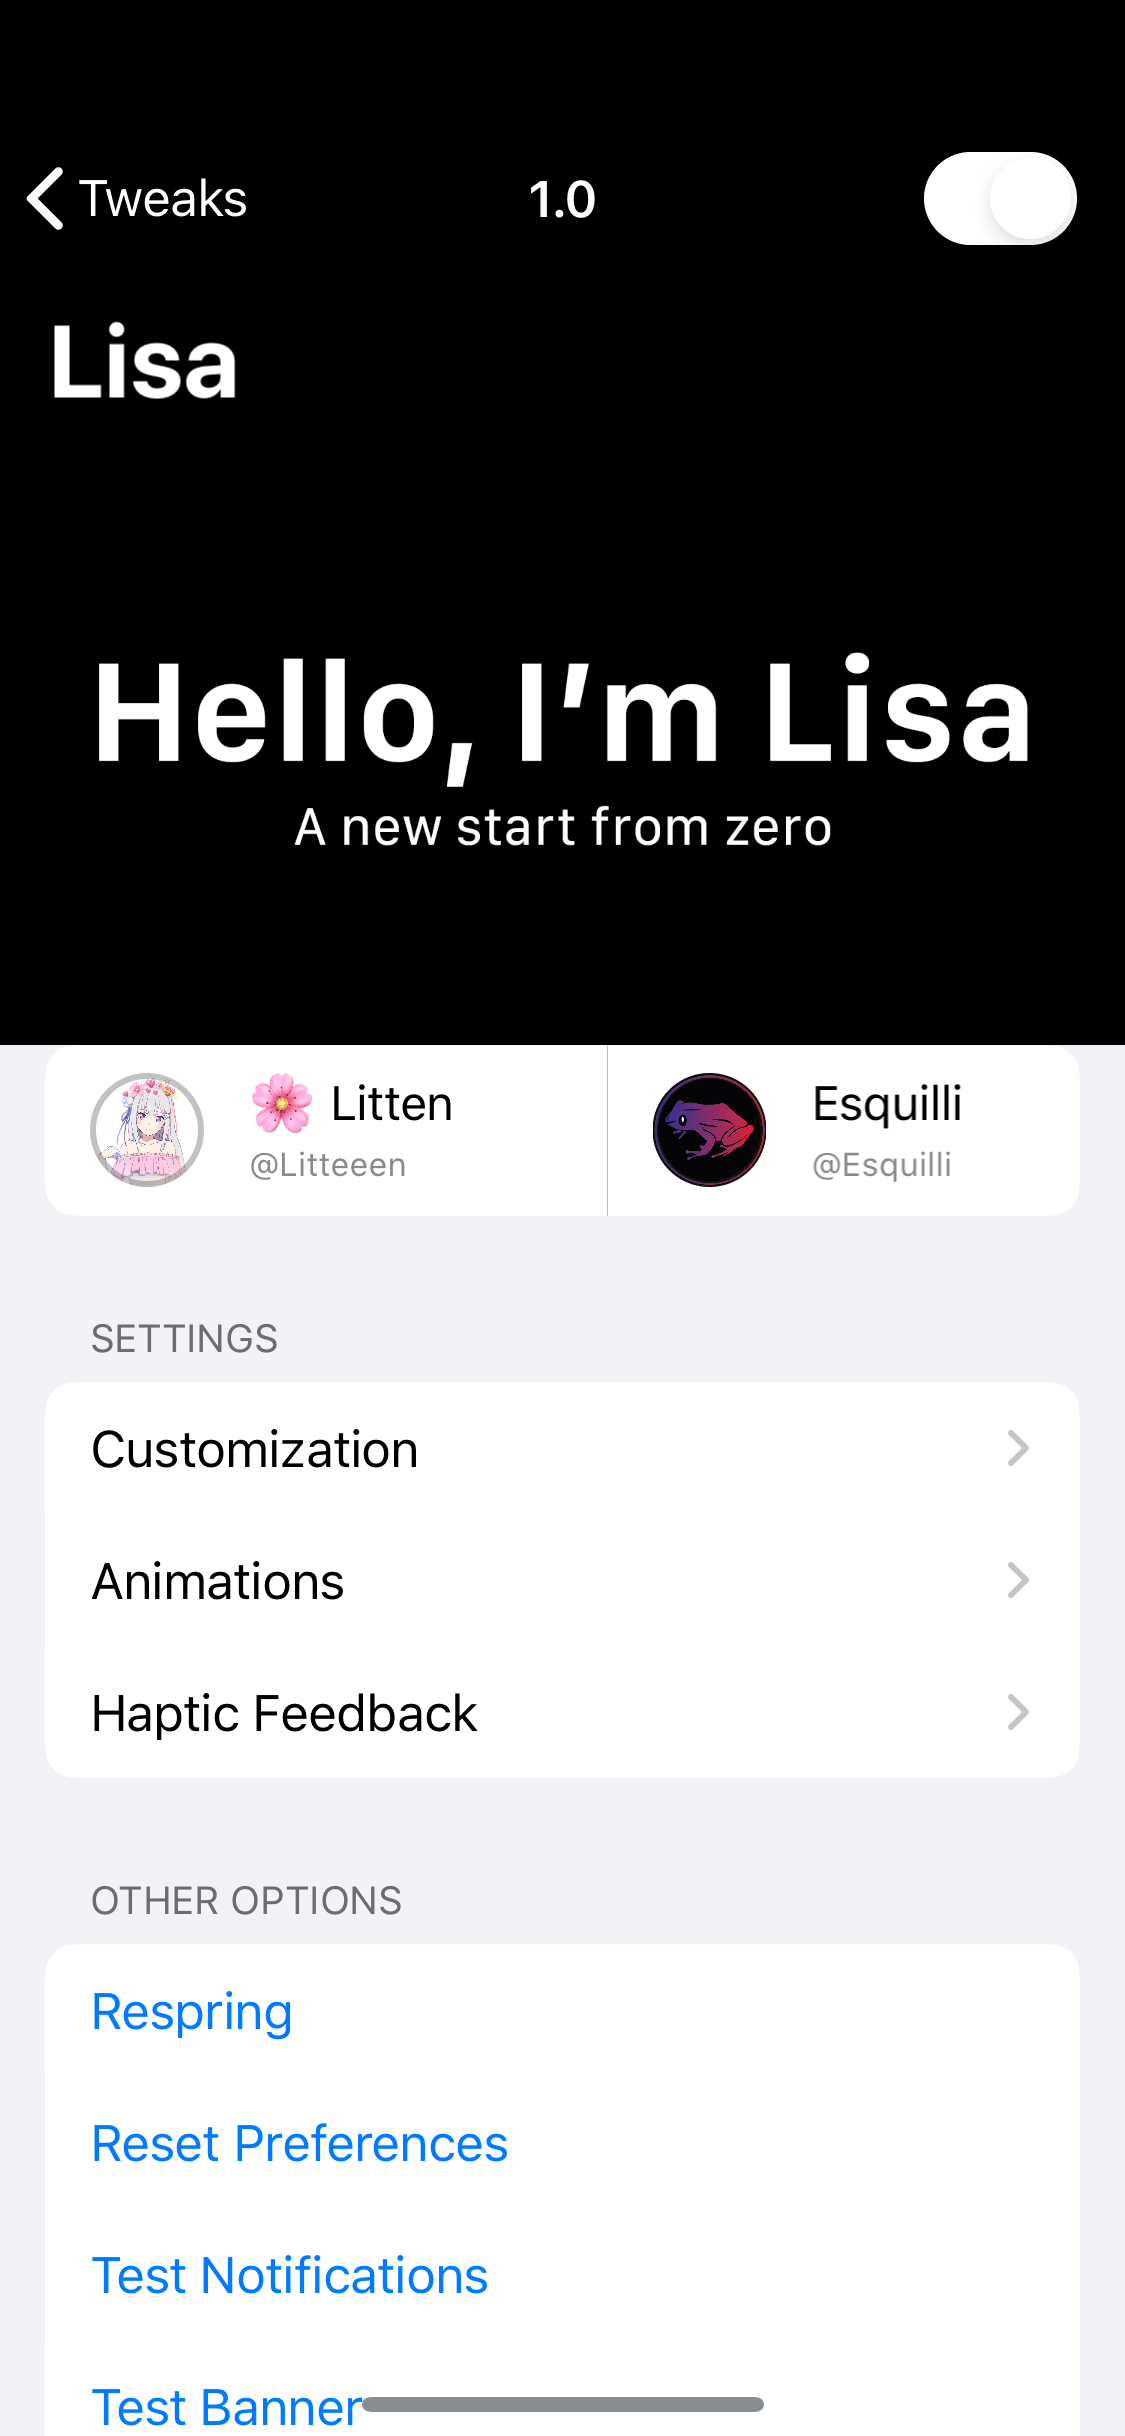 Tweaks
1.0
Lisa
Hello, I’m Lisa
A new start from zero
🌸 Litten
@Litteeen
Esquilli
@Esquilli
SETTINGS
Customization
Animations
Haptic Feedback
OTHER OPTIONS
Respring
Reset Preferences
Test Notifications
Test Banner